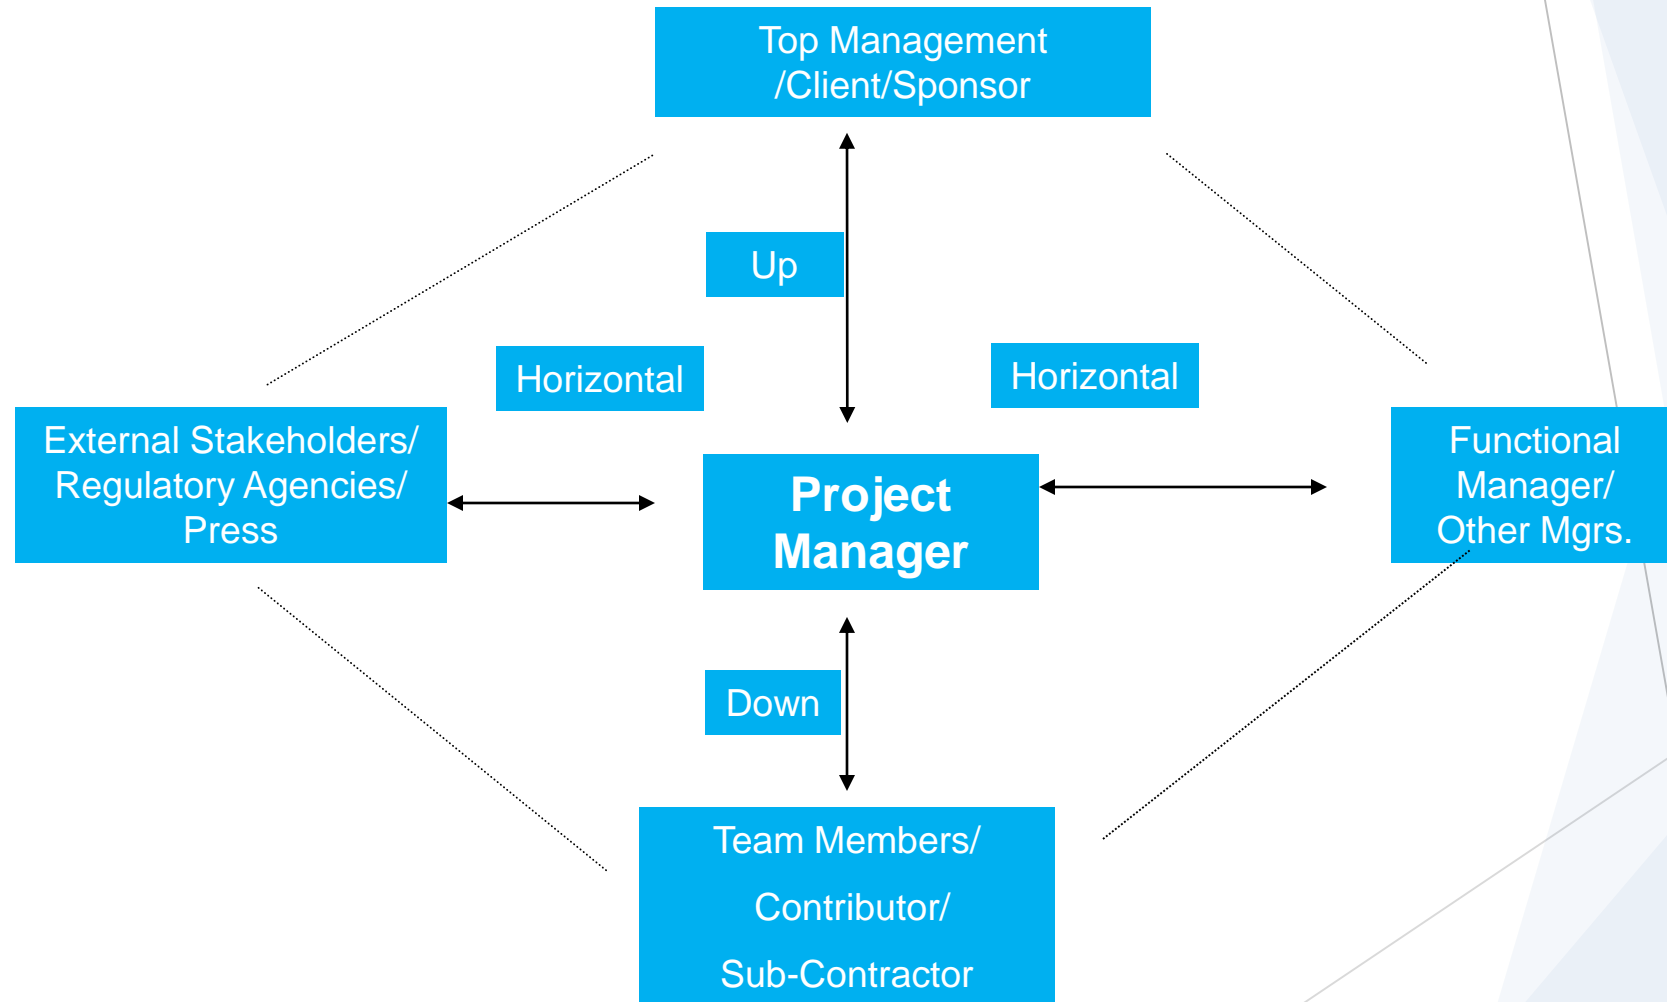 Top Management
/Client/Sponsor
Up
Horizontal
Horizontal
External Stakeholders/
Regulatory Agencies/
Press
Project
Manager
Functional
Manager/
Other Mgrs.
Down
Team Members/
Contributor/
Sub-Contractor